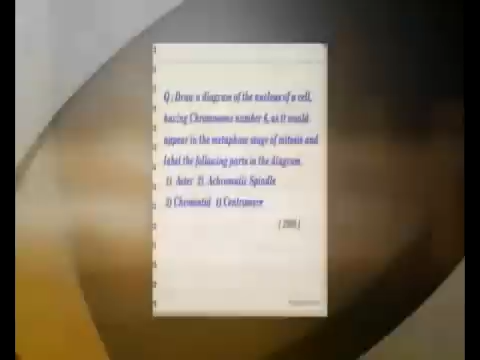 Q : Draw a diagram of the nucleus of a cell,
having Chromosome number 6, as it would
appear in the metaphase stage of mitosis and
label the following parts in the diagram.
1) Aster 2) Achromatic Spindle
3) Chromatid 4) Centromere